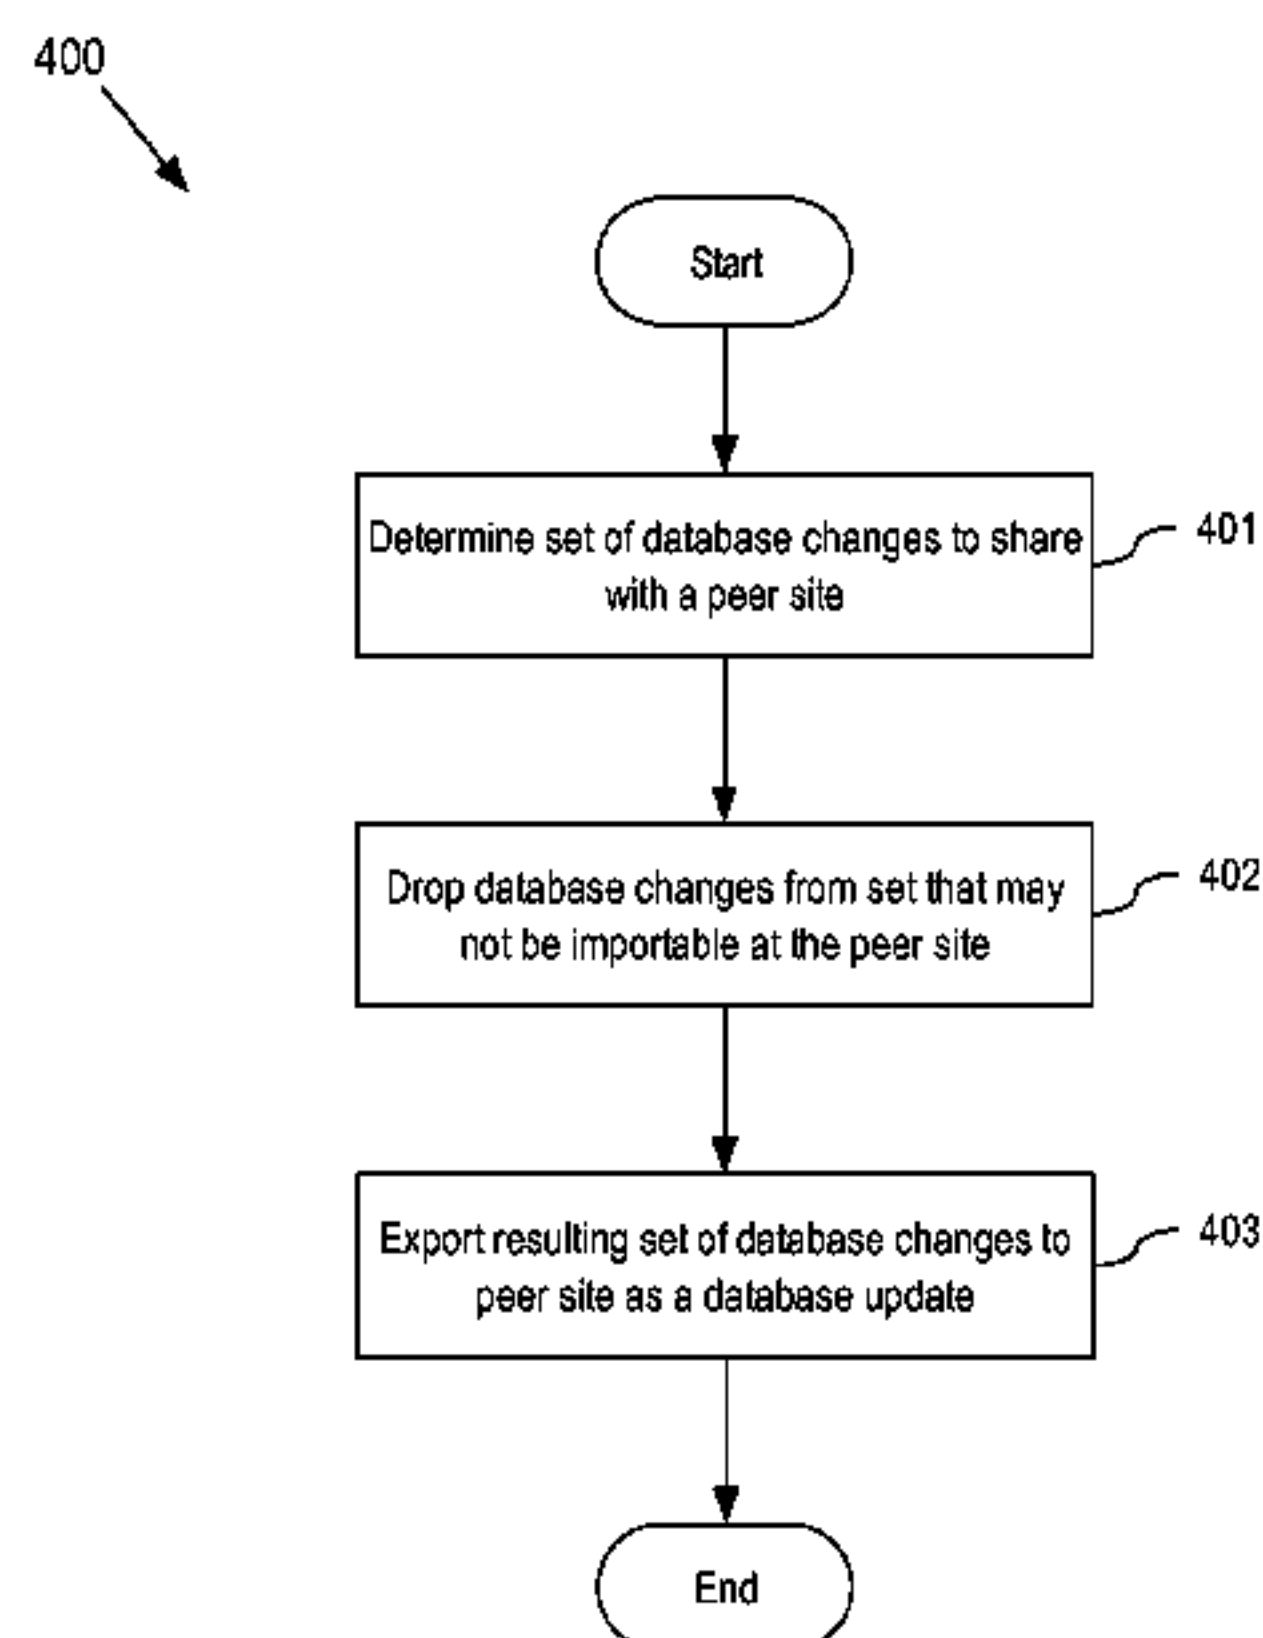 400
Start
Determine set of database changes to share
with a peer site
401
Drop database changes from set that may
not be importable at the peer site
402
Export resulting set of database changes to
peer site as a database update
403
End